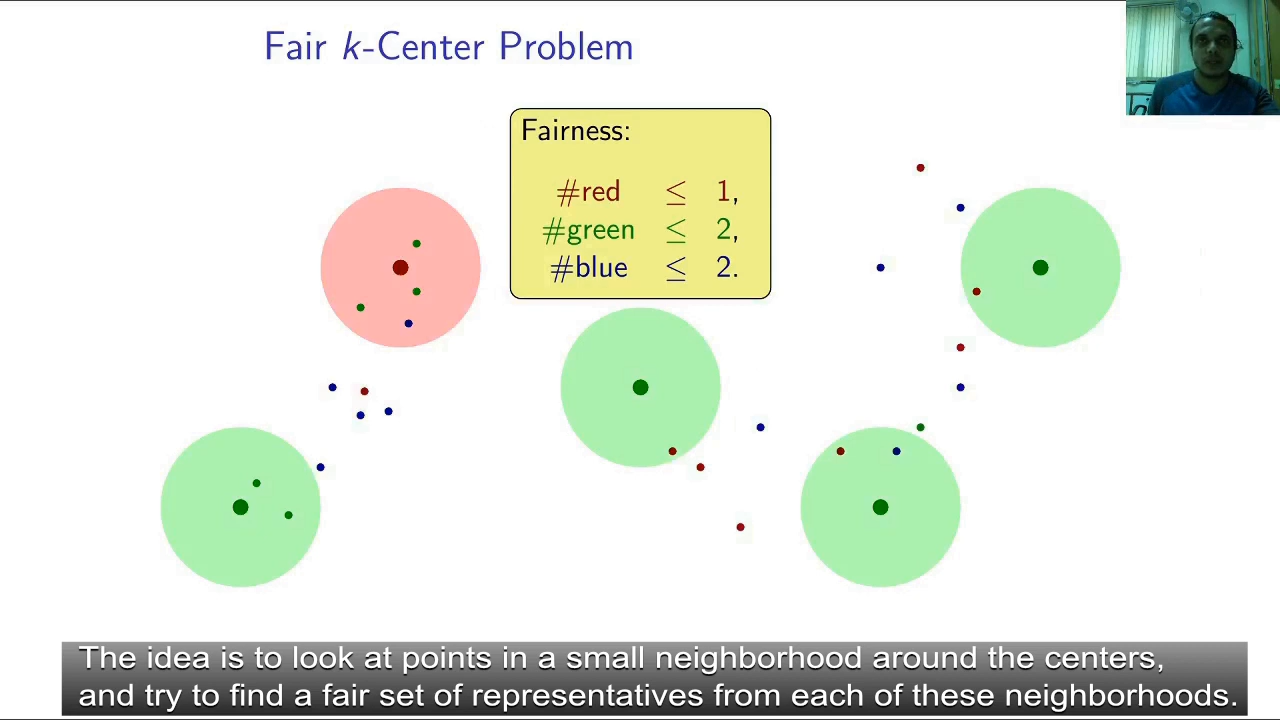 Fair k-Center Problem
Fairness:
#red ≤ 1,
#green ≤ 2,
#blue ≤ 2.
The idea is to look at points in a small neighborhood around the centers,
and try to find a fair set of representatives from each of these neighborhoods.